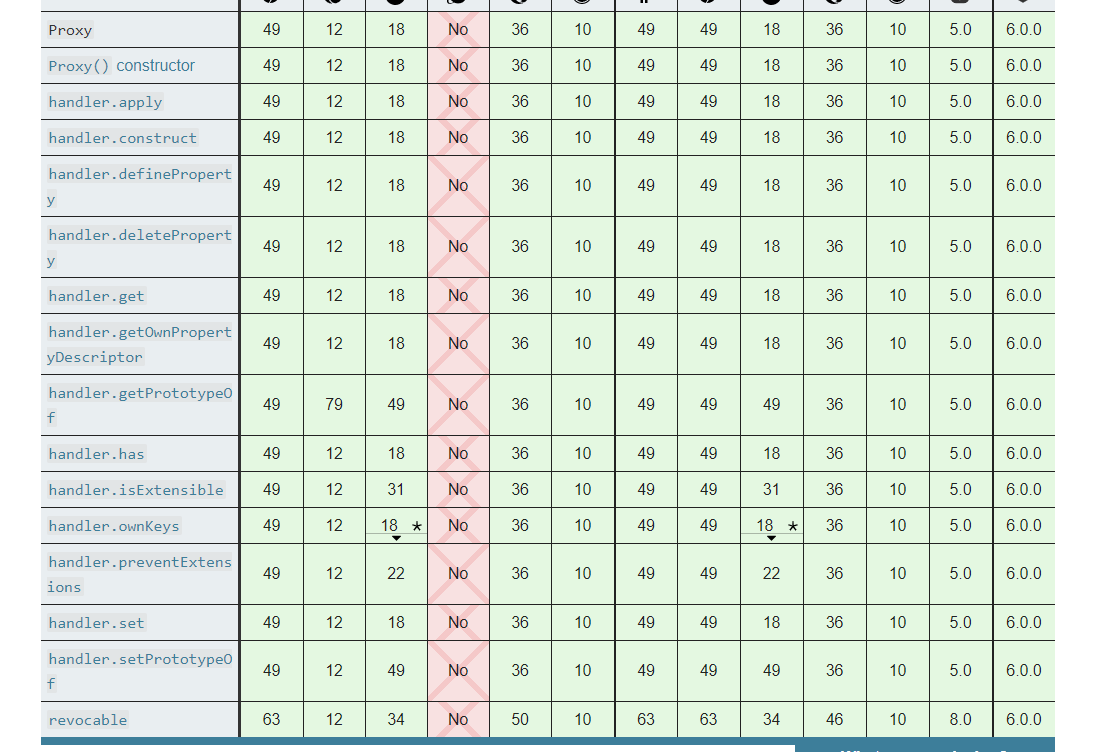 Proxy 49 12 18 No 36 10 49 49 18 36 10 5.0 6.0.0
Proxy() constructor 49 12 18 No 36 10 49 49 18 36 10 5.0 6.0.0
handler.apply 49 12 18 No 36 10 49 49 18 36 10 5.0 6.0.0
handler.construct 49 12 18 No 36 10 49 49 18 36 10 5.0 6.0.0
handler.definePropert
y 49 12 18 No 36 10 49 49 18 36 10 5.0 6.0.0
handler.deletePropert
y 49 12 18 No 36 10 49 49 18 36 10 5.0 6.0.0
handler.get 49 12 18 No 36 10 49 49 18 36 10 5.0 6.0.0
handler.getOwnPropert
yDescriptor 49 12 18 No 36 10 49 49 18 36 10 5.0 6.0.0
handler.getPrototypeO
f 49 79 49 No 36 10 49 49 49 36 10 5.0 6.0.0
handler.has 49 12 18 No 36 10 49 49 18 36 10 5.0 6.0.0
handler.isExtensible 49 12 31 No 36 10 49 49 31 36 10 5.0 6.0.0
handler.ownKeys 49 12 18 * No 36 10 49 49 18 * 36 10 5.0 6.0.0
handler.preventExtens
ions 49 12 22 No 36 10 49 49 22 36 10 5.0 6.0.0
handler.set 49 12 18 No 36 10 49 49 18 36 10 5.0 6.0.0
handler.setPrototypeO
f 49 12 49 No 36 10 49 49 49 36 10 5.0 6.0.0
revocable 63 12 34 No 50 10 63 63 34 46 10 8.0 6.0.0